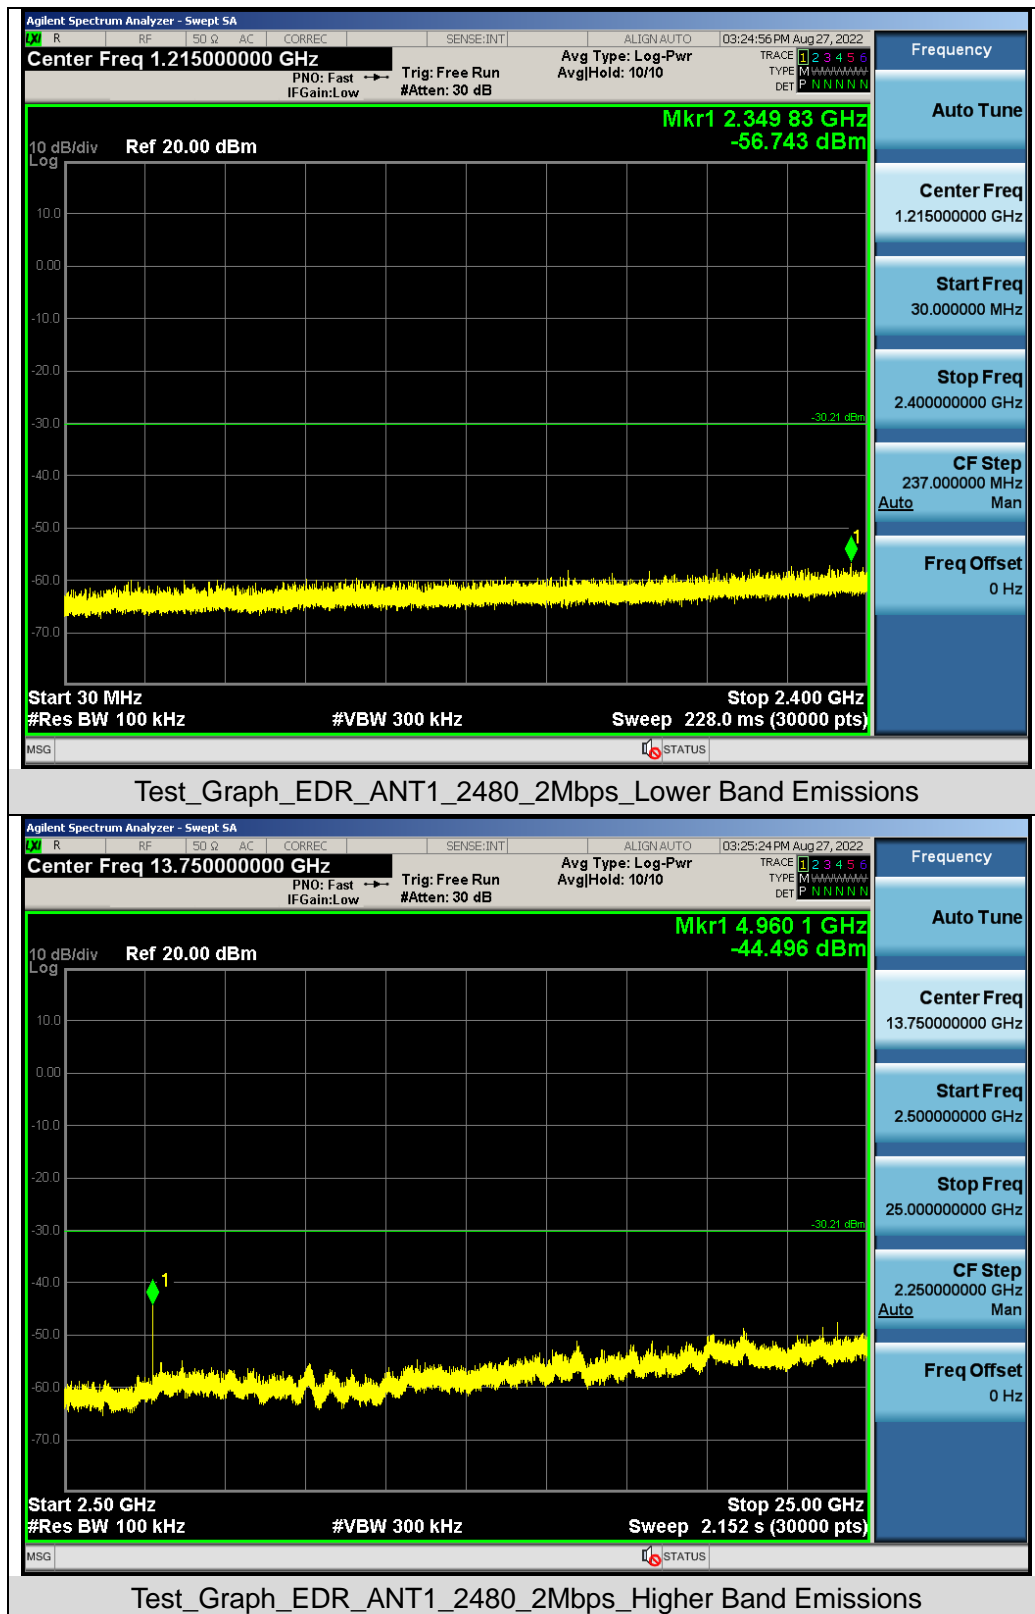 Agilent Spectrum Analyzer - Swept SA
LXI R RF 50 Ω AC CORREC SENSE:INT ALIGN AUTO 03:24:56 PM Aug 27, 2022
Center Freq 1.215000000 GHz
PNO: Fast
IFGain:Low
Trig: Free Run
#Atten: 30 dB
Avg Type: Log-Pwr
Avg|Hold: 10/10
TRACE 1 2 3 4 5 6
TYPE M
DET P N N N N N
Mkr1 2.349 83 GHz
-56.743 dBm
10 dB/div Ref 20.00 dBm
Log
10.0
0.00
-10.0
-20.0
-30.0
-30.21 dBm
-40.0
-50.0
1
-60.0
-70.0
Start 30 MHz Stop 2.400 GHz
#Res BW 100 kHz #VBW 300 kHz Sweep 228.0 ms (30000 pts)
MSG STATUS
Frequency
Auto Tune
Center Freq
1.215000000 GHz
Start Freq
30.000000 MHz
Stop Freq
2.400000000 GHz
CF Step
237.000000 MHz
Auto Man
Freq Offset
0 Hz
Test_Graph_EDR_ANT1_2480_2Mbps_Lower Band Emissions
Agilent Spectrum Analyzer - Swept SA
LXI R RF 50 Ω AC CORREC SENSE:INT ALIGN AUTO 03:25:24 PM Aug 27, 2022
Center Freq 13.750000000 GHz
PNO: Fast
IFGain:Low
Trig: Free Run
#Atten: 30 dB
Avg Type: Log-Pwr
Avg|Hold: 10/10
TRACE 1 2 3 4 5 6
TYPE M
DET P N N N N N
Mkr1 4.960 1 GHz
-44.496 dBm
10 dB/div Ref 20.00 dBm
Log
10.0
0.00
-10.0
-20.0
-30.0
-30.21 dBm
-40.0
1
-50.0
-60.0
-70.0
Start 2.50 GHz Stop 25.00 GHz
#Res BW 100 kHz #VBW 300 kHz Sweep 2.152 s (30000 pts)
MSG STATUS
Frequency
Auto Tune
Center Freq
13.750000000 GHz
Start Freq
2.500000000 GHz
Stop Freq
25.000000000 GHz
CF Step
2.250000000 GHz
Auto Man
Freq Offset
0 Hz
Test_Graph_EDR_ANT1_2480_2Mbps_Higher Band Emissions